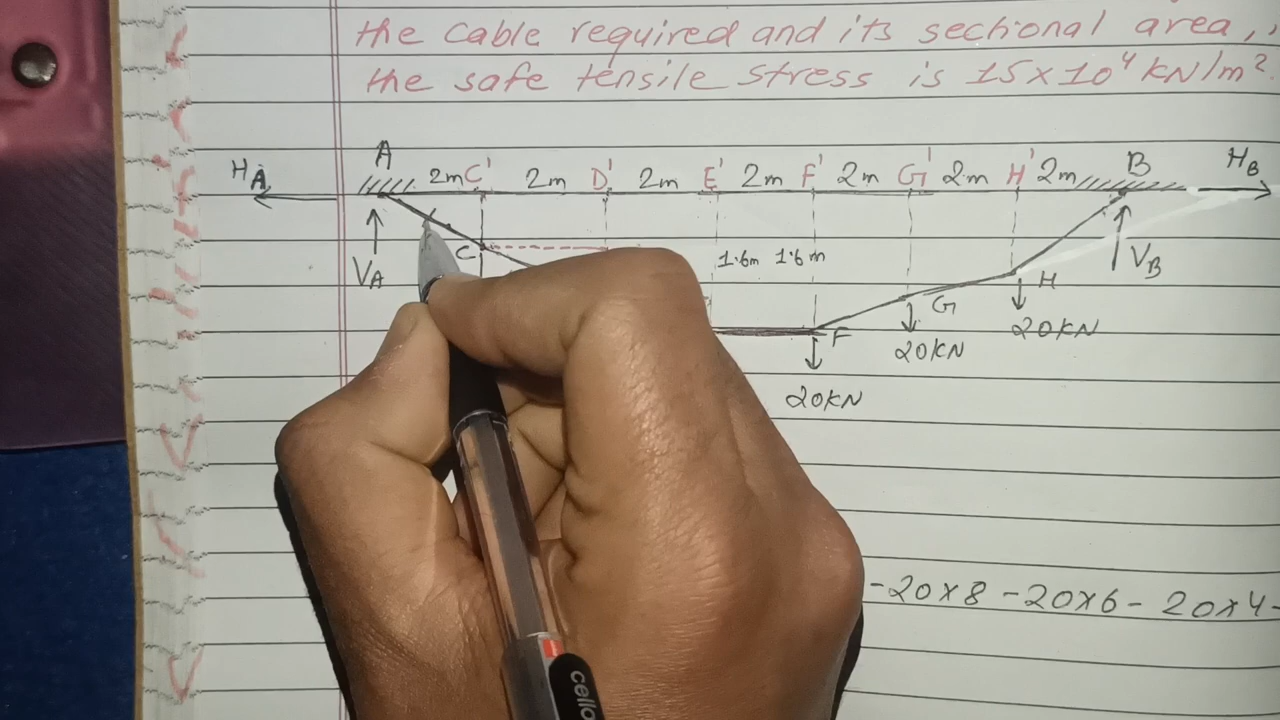 the cable required and its sectional area,
the safe tensile stress is 15×10⁴ kN/m².
HA A 2m C' 2m D' 2m E' 2m F' 2m G' 2m H' 2m B HB
VA C 1.6m 1.6m VB
F G H
20KN 20KN 20KN
-20×8 -20×6 - 20×4 -
cello